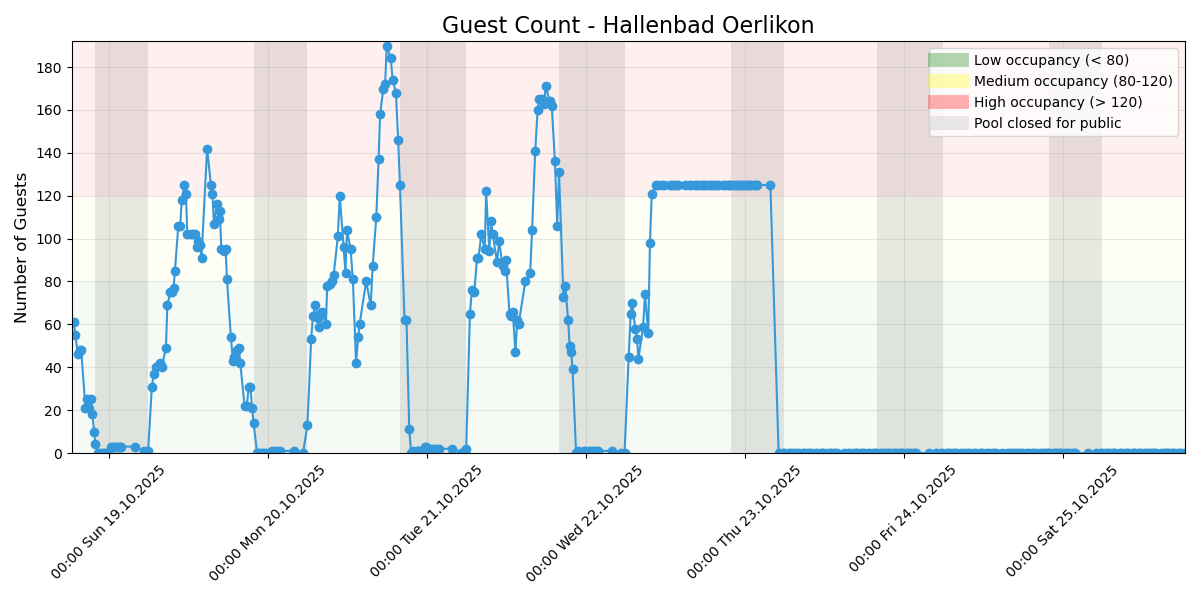 Guest Count - Hallenbad Oerlikon
Number of Guests
180
160
140
120
100
80
60
40
20
0
Low occupancy (< 80)
Medium occupancy (80-120)
High occupancy (> 120)
Pool closed for public
00:00 Sun 19.10.2025
00:00 Mon 20.10.2025
00:00 Tue 21.10.2025
00:00 Wed 22.10.2025
00:00 Thu 23.10.2025
00:00 Fri 24.10.2025
00:00 Sat 25.10.2025